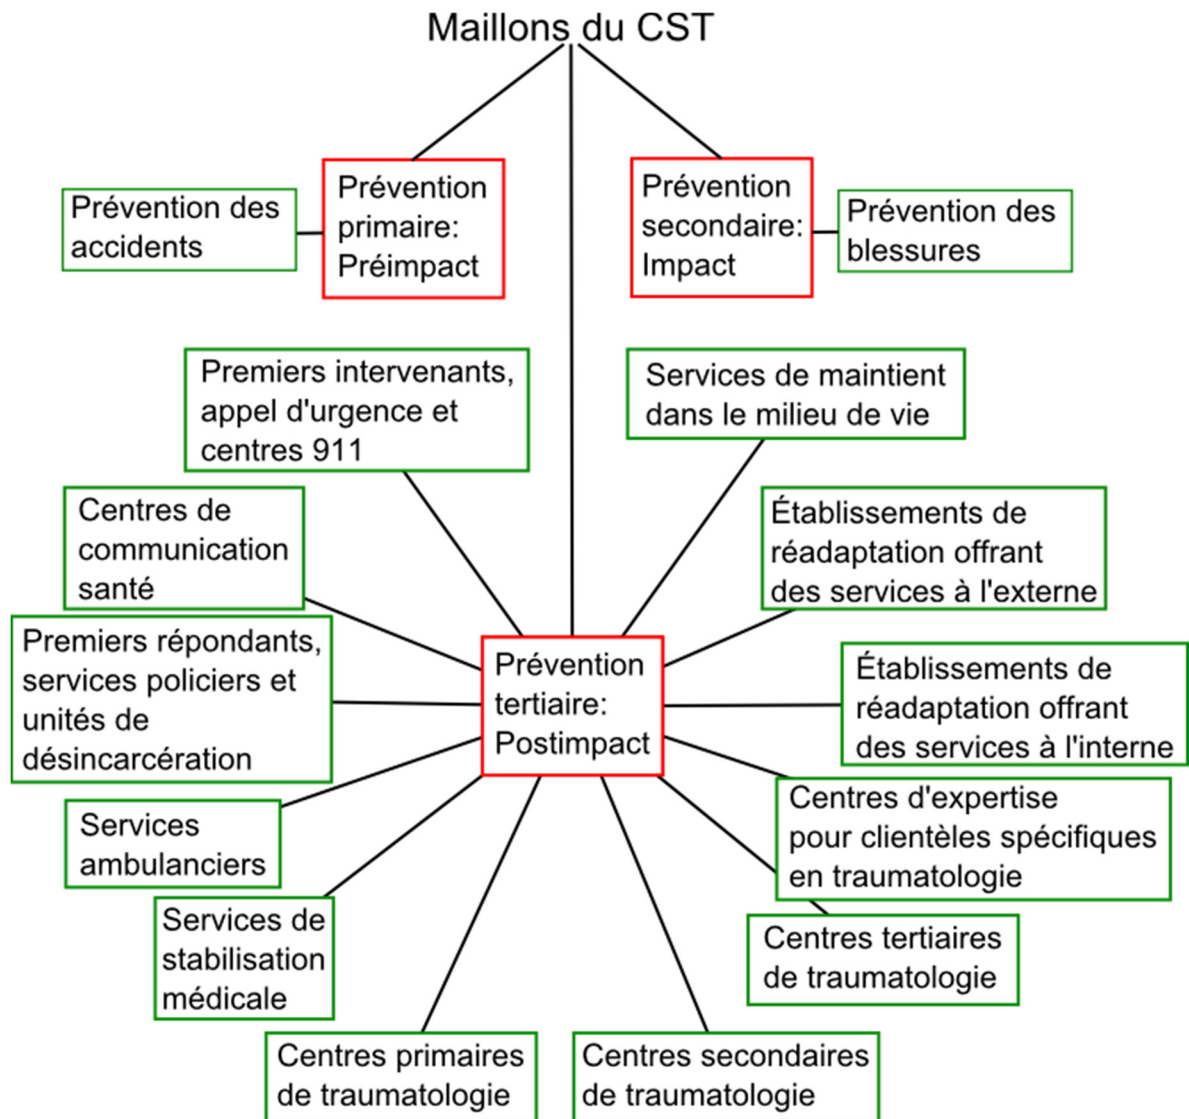 Maillons du CST
Prévention des
accidents
Prévention
primaire:
Préimpact
Prévention
secondaire:
Impact
Prévention des
blessures
Premiers intervenants,
appel d'urgence et
centres 911
Services de maintient
dans le milieu de vie
Centres de
communication
santé
Établissements de
réadaptation offrant
des services à l'externe
Premiers répondants,
services policiers et
unités de
désincarcération
Prévention
tertiaire:
Postimpact
Établissements de
réadaptation offrant
des services à l'interne
Services
ambulanciers
Centres d'expertise
pour clientèles spécifiques
en traumatologie
Services de
stabilisation
médicale
Centres tertiaires
de traumatologie
Centres primaires
de traumatologie
Centres secondaires
de traumatologie